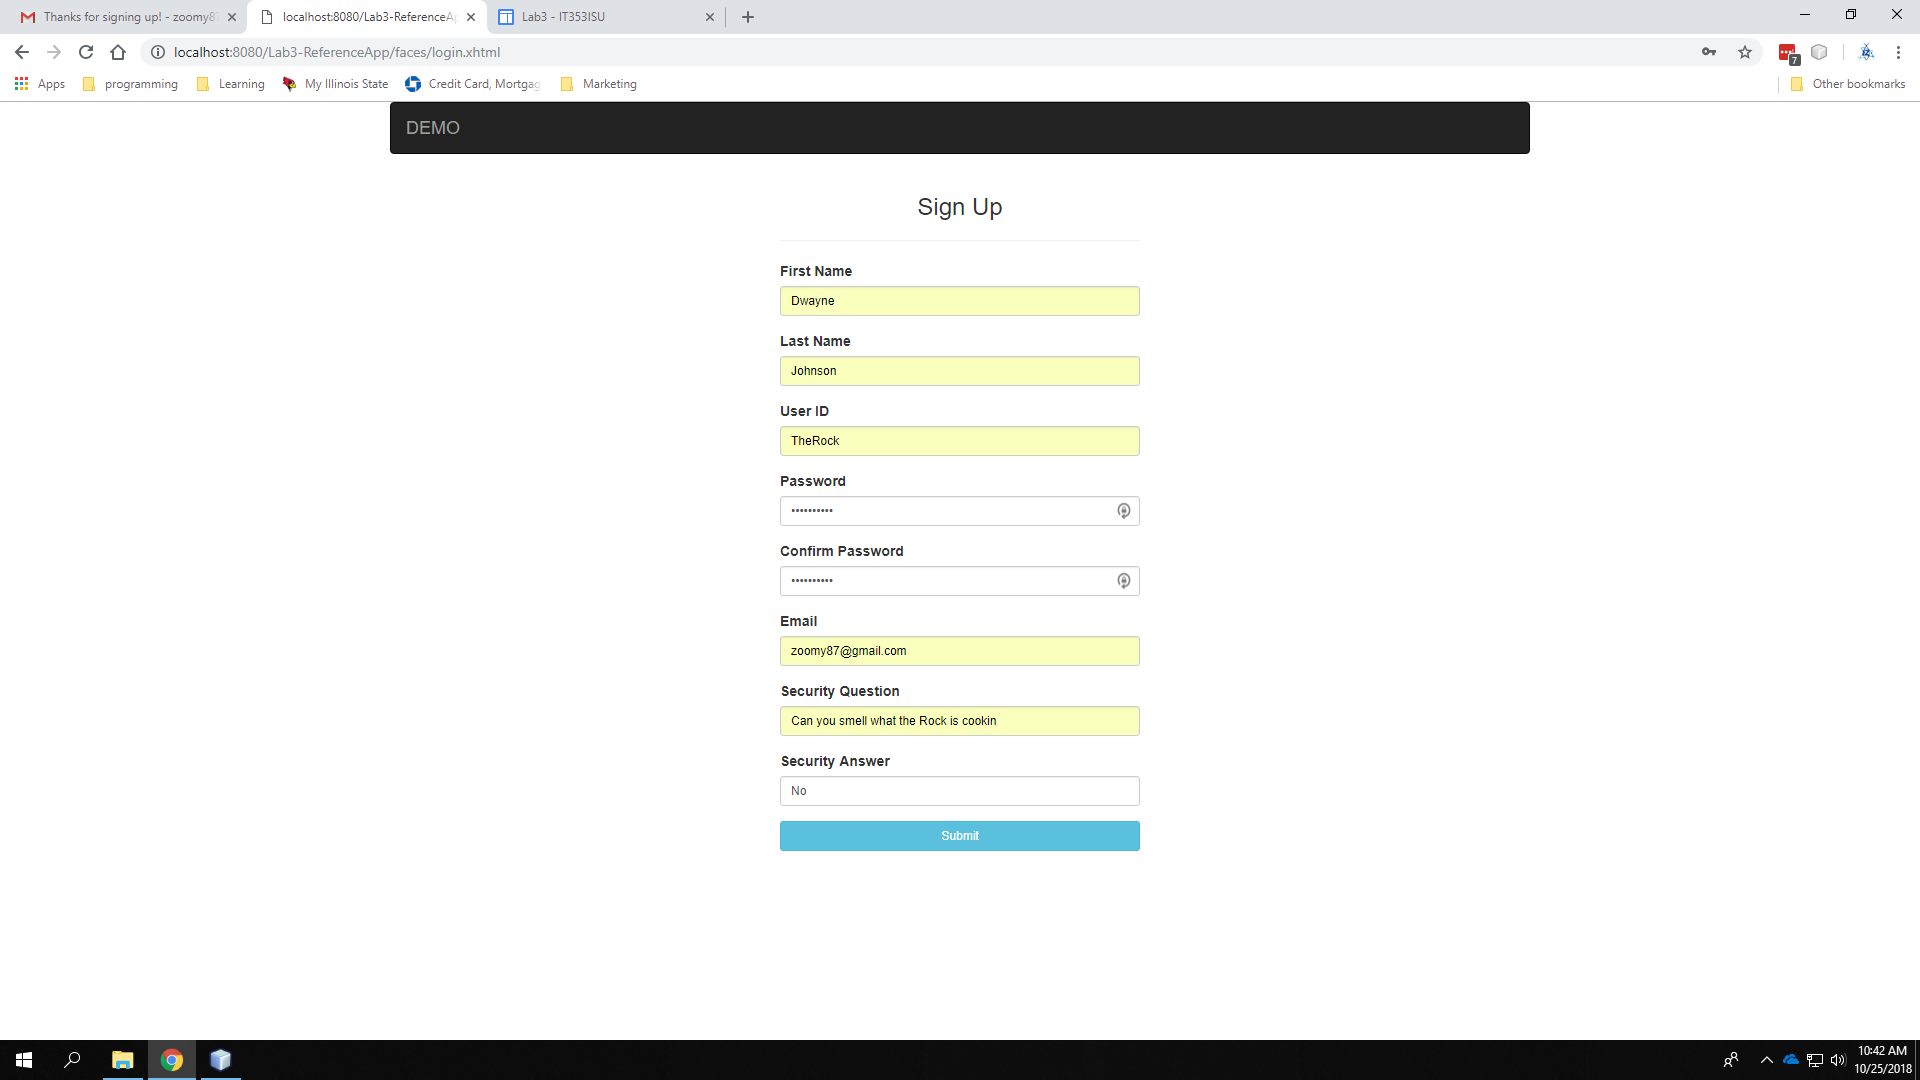 Thanks for signing up! - zoomy8
localhost:8080/Lab3-ReferenceAp
Lab3 - IT353ISU
localhost:8080/Lab3-ReferenceApp/faces/login.xhtml
7
Apps
programming
Learning
My Illinois State
Credit Card, Mortgag
Marketing
Other bookmarks
DEMO
Sign Up
First Name
Dwayne
Last Name
Johnson
User ID
TheRock
Password
••••••••••
Confirm Password
••••••••••
Email
zoomy87@gmail.com
Security Question
Can you smell what the Rock is cookin
Security Answer
No
Submit
10:42 AM
10/25/2018